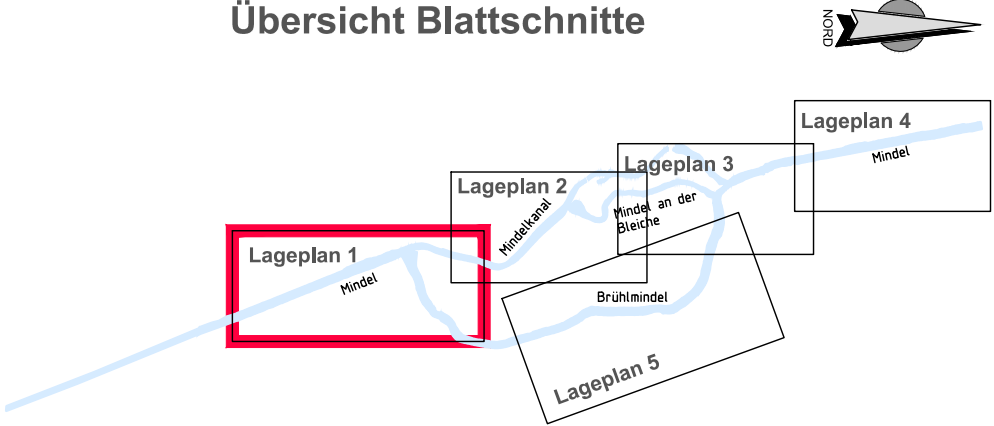 Übersicht Blattschnitte
NORD
Lageplan 4
Mindel
Lageplan 3
Lageplan 2
Mindelkanal
Mindel an der
Bleiche
Lageplan 1
Mindel
Brühlmindel
Lageplan 5